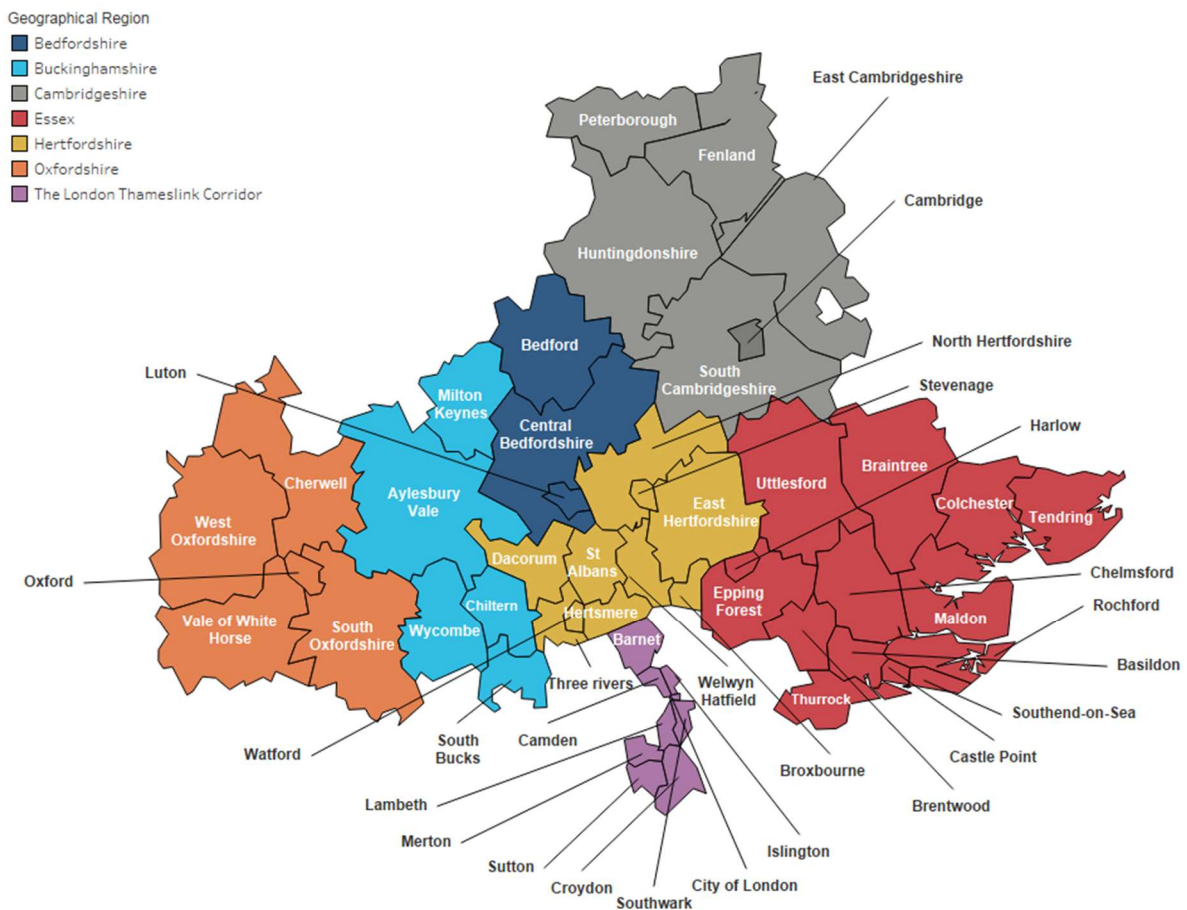 Geographical Region
Bedfordshire
Buckinghamshire
Cambridgeshire
Essex
Hertfordshire
Oxfordshire
The London Thameslink Corridor
East Cambridgeshire
Peterborough
Fenland
Cambridge
Huntingdonshire
North Hertfordshire
Bedford
Luton
South
Cambridgeshire
Stevenage
Milton
Keynes
Central
Bedfordshire
Harlow
Braintree
Cherwell
Uttlesford
Aylesbury
Vale
Colchester
Tendring
West
Oxfordshire
East
Hertfordshire
Dacorum
St
Albans
Oxford
Chelmsford
Epping
Forest
Chiltern
Hertsmere
Rochford
Maldon
Vale of White
Horse
South
Oxfordshire
Wycombe
Barnet
Basildon
Three rivers
Welwyn
Hatfield
Thurrock
Southend-on-Sea
Watford
South
Bucks
Camden
Castle Point
Broxbourne
Lambeth
Brentwood
Merton
Islington
Sutton
Croydon
City of London
Southwark